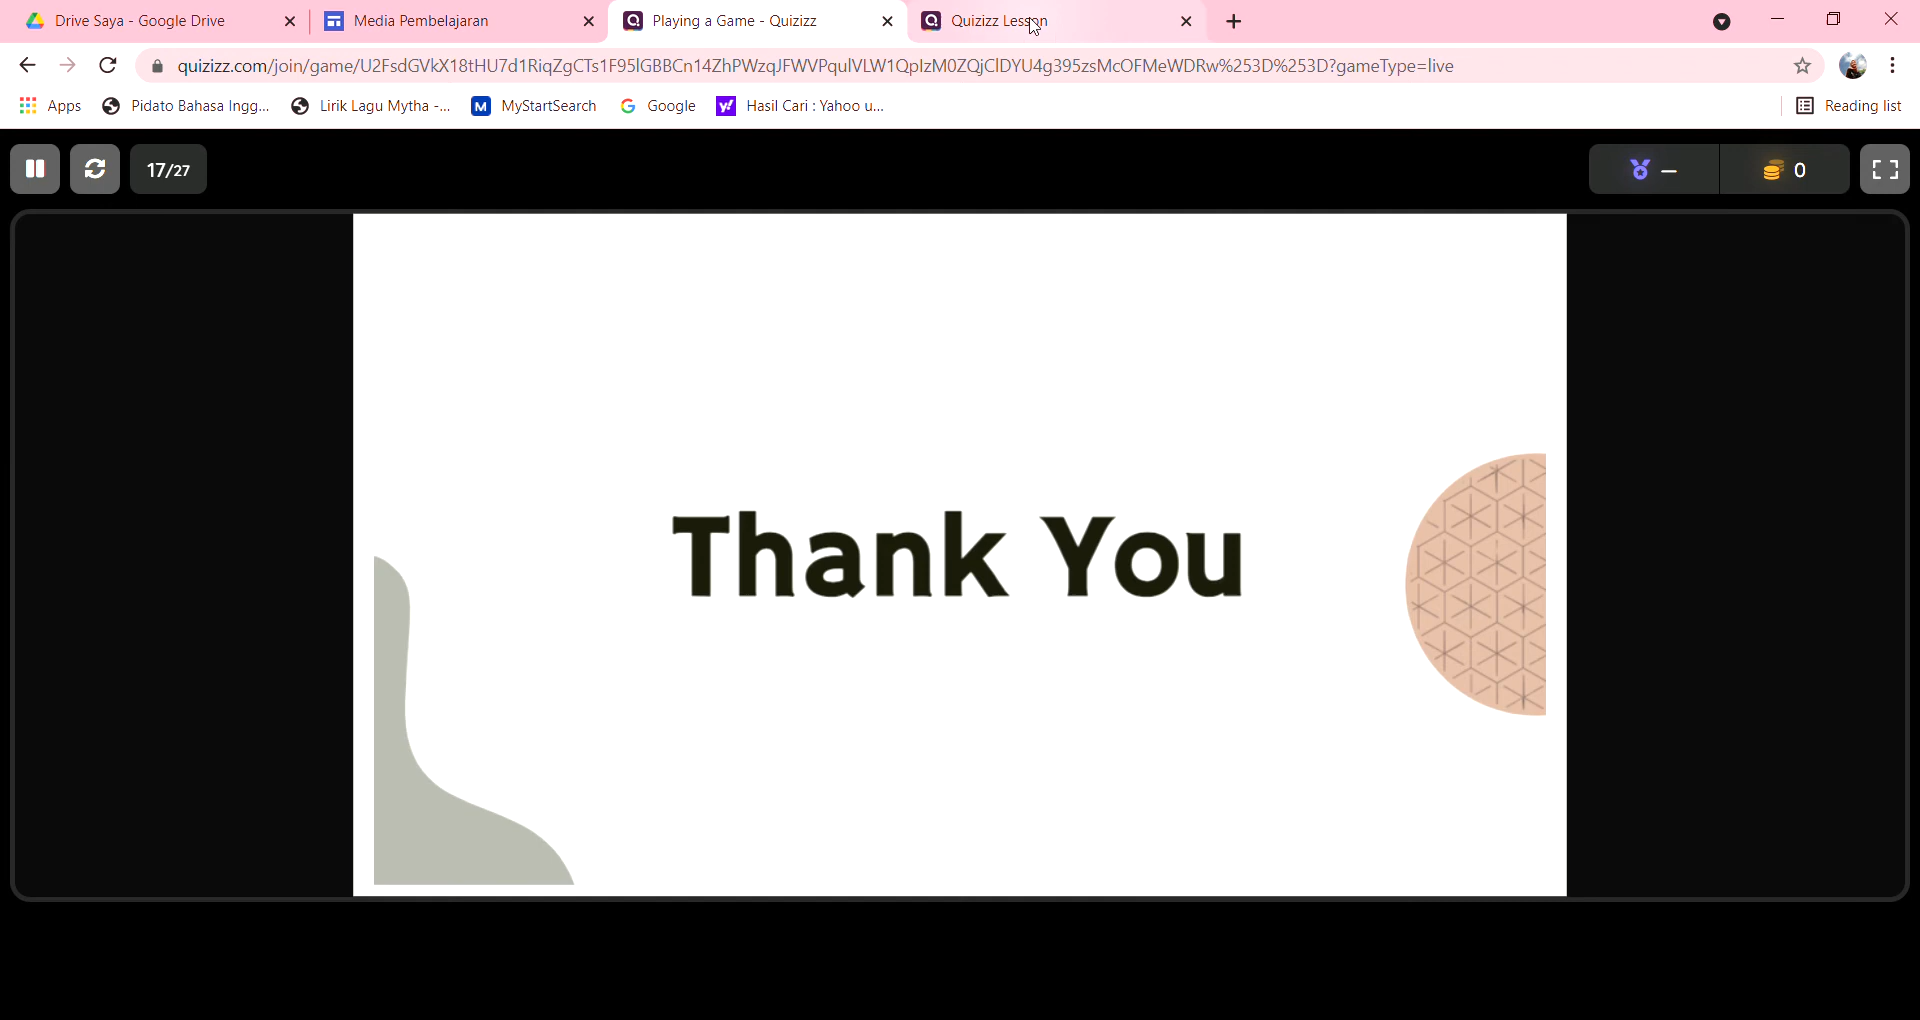 Drive Saya - Google Drive
Media Pembelajaran
Playing a Game - Quizizz
Quizizz Lesson
quizizz.com/join/game/U2FsdGVkX18tHU7d1RiqZgCTs1F95lGBBCn14ZhPWzqJFWVPqulVLW1QplzM0ZQjClDYU4g395zsMcOFMeWDRw%253D%253D?gameType=live
Apps
Pidato Bahasa Ingg...
Lirik Lagu Mytha -...
M
MyStartSearch
Google
Hasil Cari : Yahoo u...
Reading list
17/27
0
Thank You